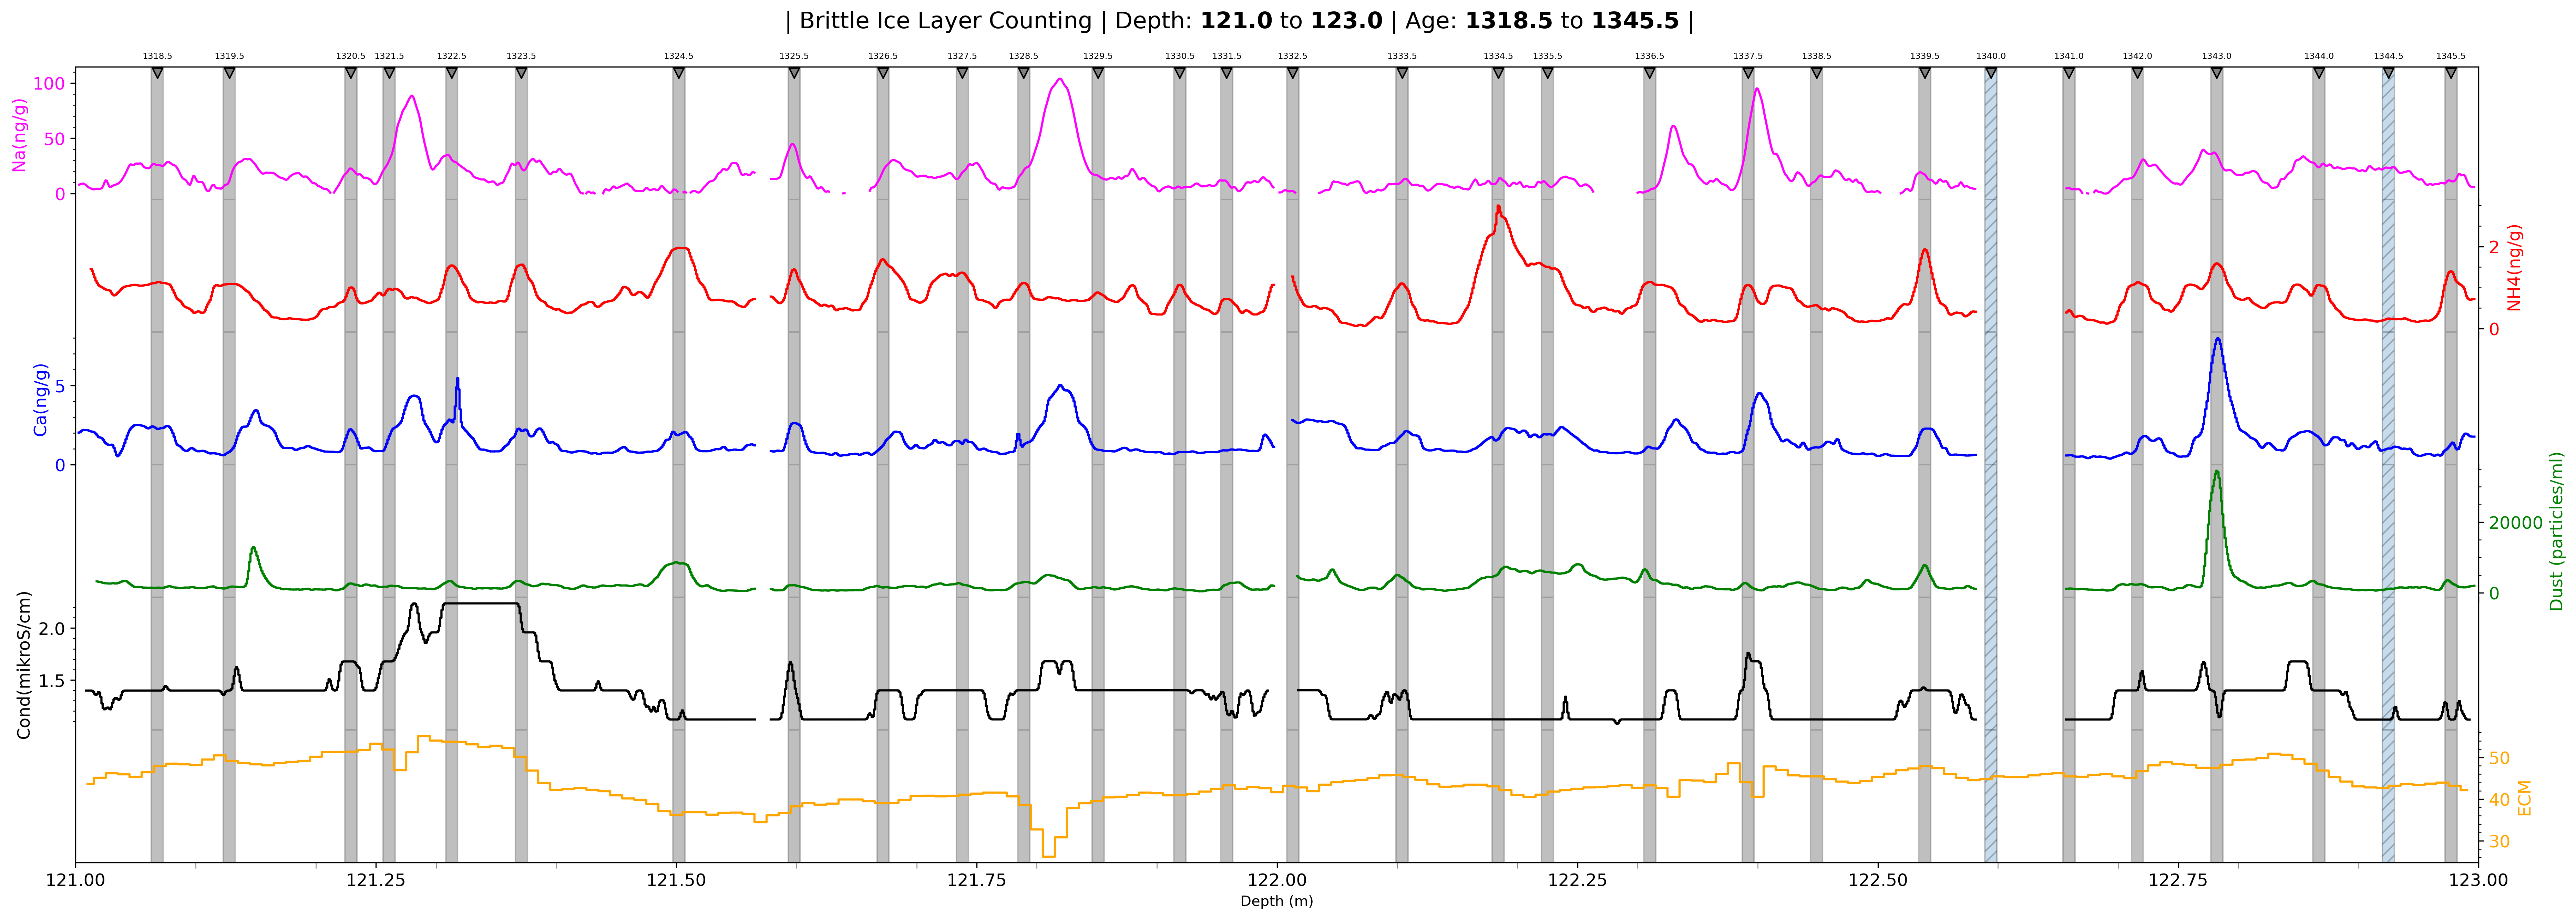 | Brittle Ice Layer Counting | Depth: 121.0 to 123.0 | Age: 1318.5 to 1345.5 |
1318.5 1319.5 1320.5 1321.5 1322.5 1323.5 1324.5 1325.5 1326.5 1327.5 1328.5 1329.5 1330.5 1331.5 1332.5 1333.5 1334.5 1335.5 1336.5 1337.5 1338.5 1339.5 1340.0 1341.0 1342.0 1343.0 1344.0 1344.5 1345.5
Na(ng/g)
100
50
0
NH4(ng/g)
2
0
Ca(ng/g)
5
0
Dust (particles/ml)
20000
0
Cond(mikroS/cm)
2.0
1.5
ECM
50
40
30
121.00 121.25 121.50 121.75 122.00 122.25 122.50 122.75 123.00
Depth (m)